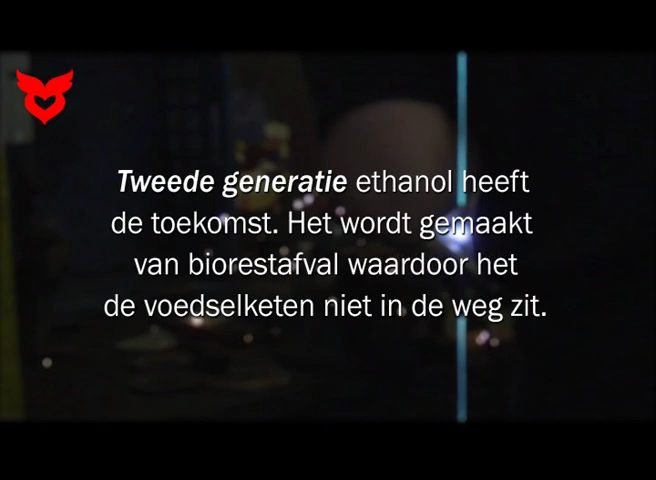 Tweede generatie ethanol heeft
de toekomst. Het wordt gemaakt
van biorestafval waardoor het
de voedselketen niet in de weg zit.